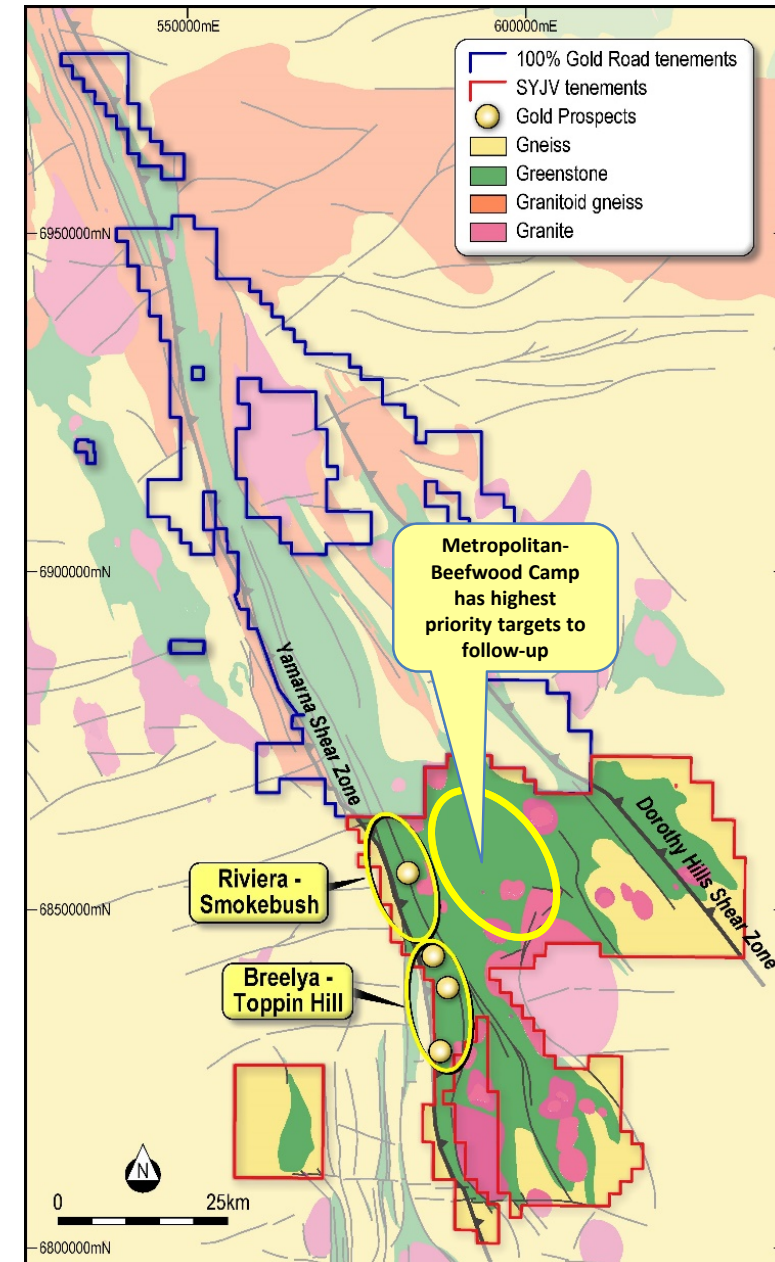 550000mE
600000mE
100% Gold Road tenements
SYJV tenements
Gold Prospects
Gneiss
Greenstone
Granitoid gneiss
Granite
6950000mN
6900000mN
Metropolitan-
Beefwood Camp
has highest
priority targets to
follow-up
Yamarna Shear Zone
Dorothy Hills Shear Zone
Riviera -
Smokebush
6850000mN
Breelya -
Toppin Hill
N
0
25km
6800000mN